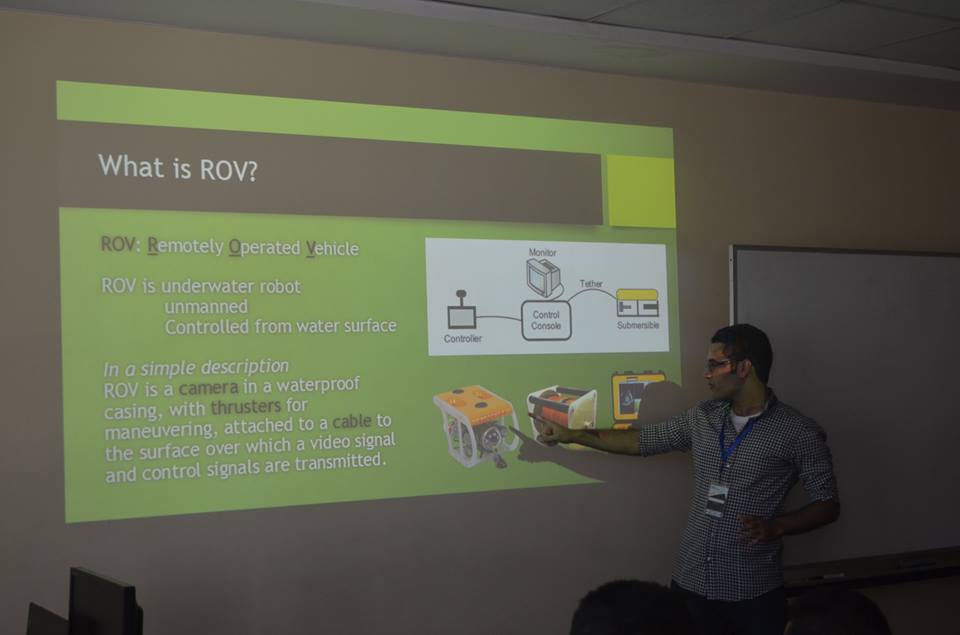 What is ROV?
ROV: Remotely Operated Vehicle
ROV is underwater robot
unmanned
Controlled from water surface
In a simple description
ROV is a camera in a waterproof
casing, with thrusters for
maneuvering, attached to a cable to
the surface over which a video signal
and control signals are transmitted.
Monitor
Tether
Control
Console
Controller
Submersible